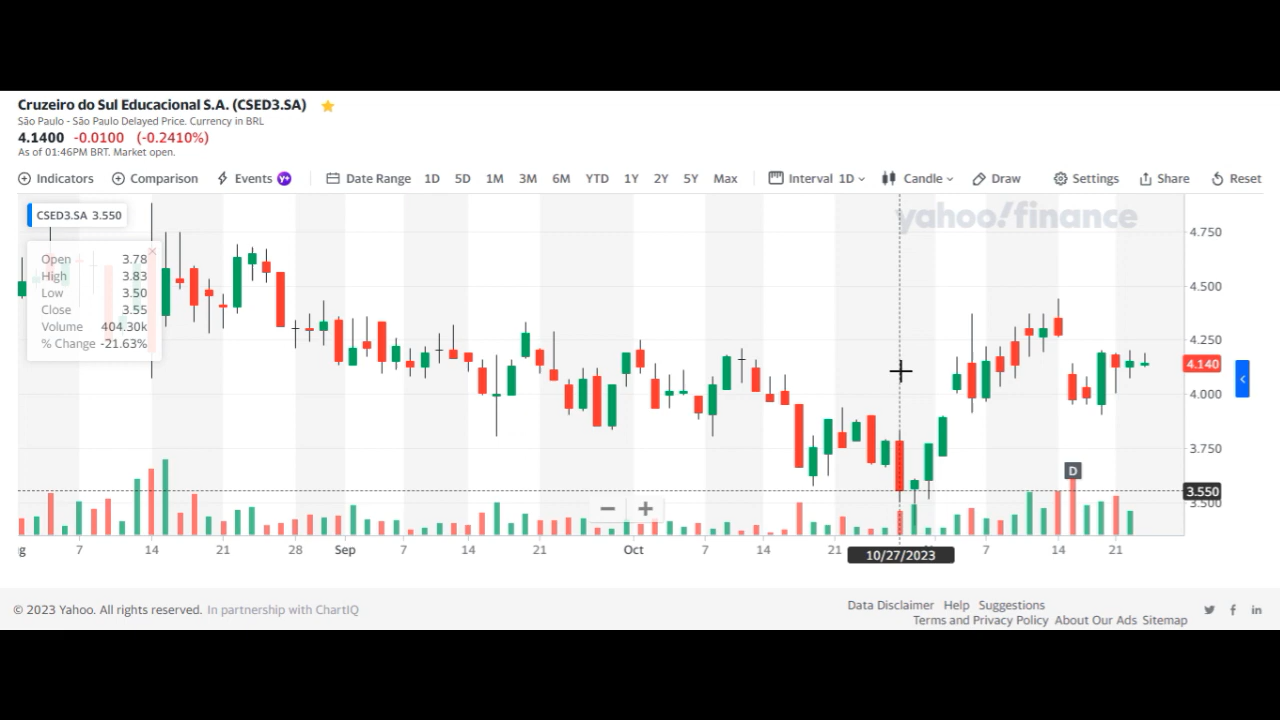 Cruzeiro do Sul Educacional S.A. (CSED3.SA)
São Paulo - São Paulo Delayed Price. Currency in BRL
4.1400 -0.0100 (-0.2410%)
As of 01:46PM BRT. Market open.
Indicators Comparison Events Y+ Date Range 1D 5D 1M 3M 6M YTD 1Y 2Y 5Y Max Interval 1D Candle Draw Settings Share Reset
CSED3.SA 3.550
yahoo!finance
Open 3.78
High 3.83
Low 3.50
Close 3.55
Volume 404.30k
% Change -21.63%
4.750
4.500
4.250
4.140
4.000
3.750
D
3.550
3.500
g 7 14 21 28 Sep 7 14 21 Oct 7 14 21 10/27/2023 7 14 21
© 2023 Yahoo. All rights reserved. In partnership with ChartIQ
Data Disclaimer Help Suggestions
Terms and Privacy Policy About Our Ads Sitemap